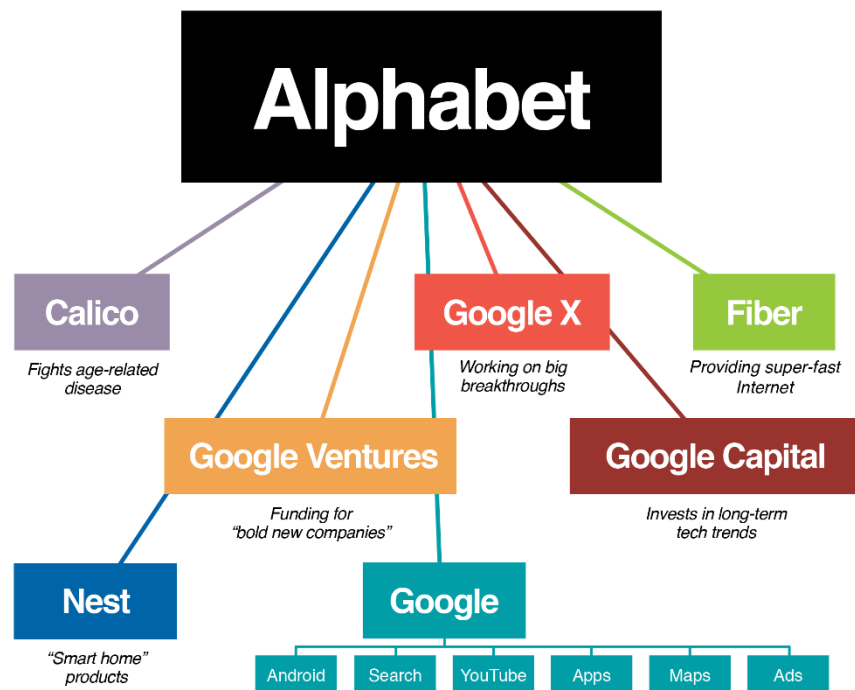 Alphabet
Calico
Google X
Fiber
Fights age-related
disease
Working on big
breakthroughs
Providing super-fast
Internet
Google Ventures
Google Capital
Funding for
“bold new companies”
Invests in long-term
tech trends
Nest
Google
“Smart home”
products
Android
Search
YouTube
Apps
Maps
Ads